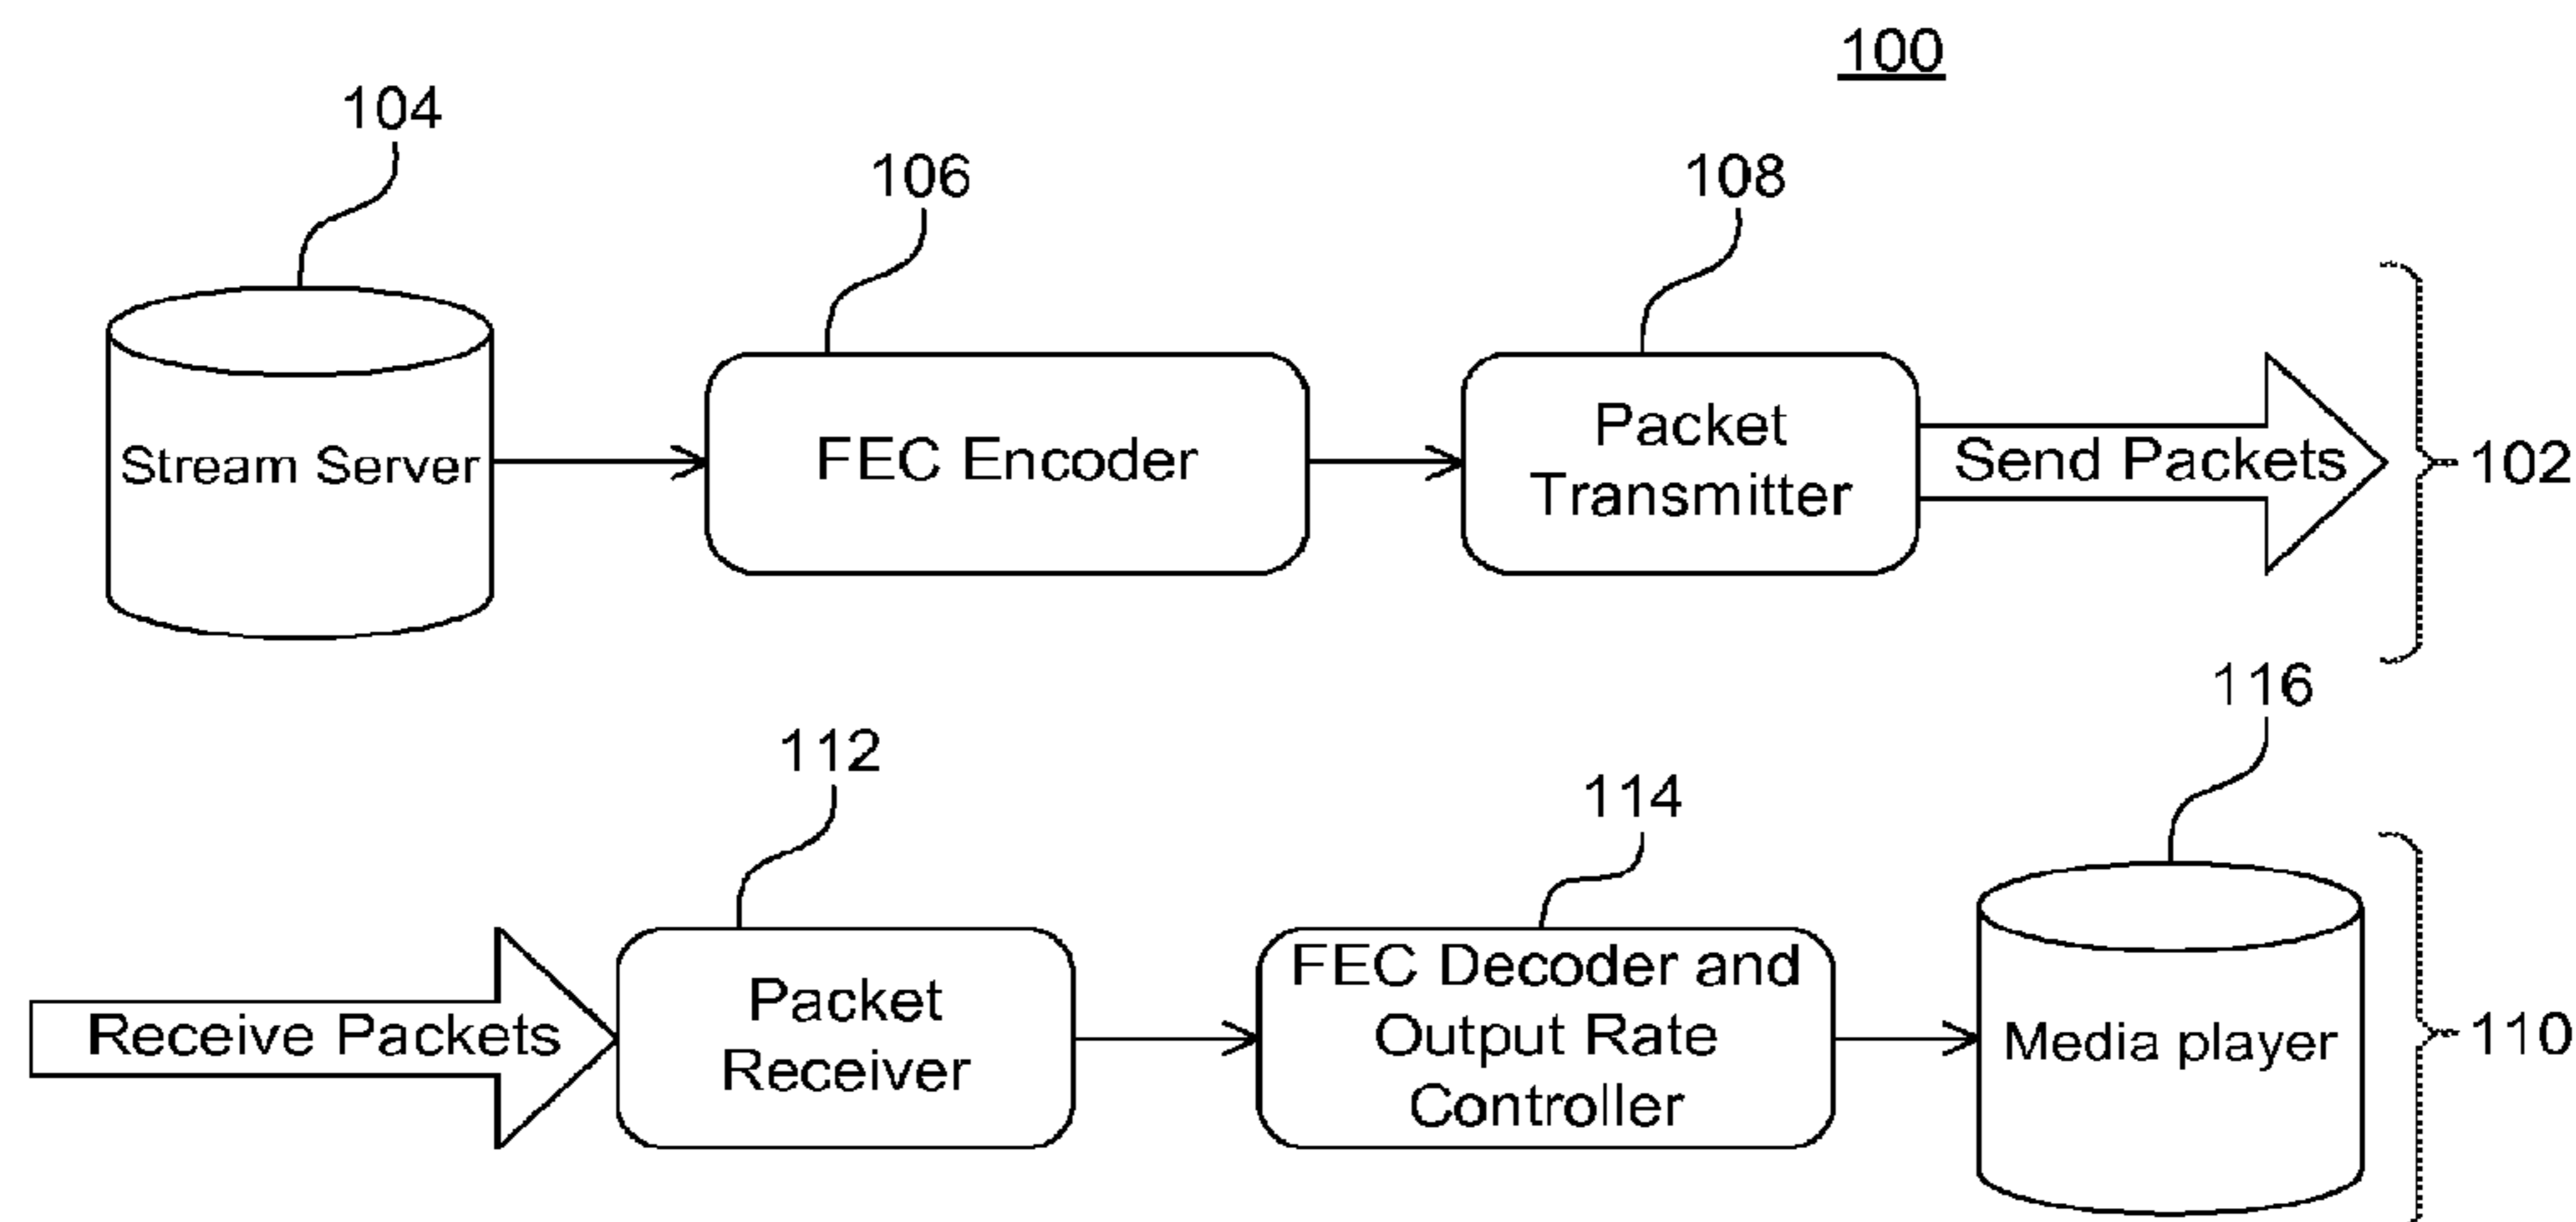 100
104
106
108
Stream Server
FEC Encoder
Packet
Transmitter
Send Packets
102
116
112
114
Receive Packets
Packet
Receiver
FEC Decoder and
Output Rate
Controller
Media player
110